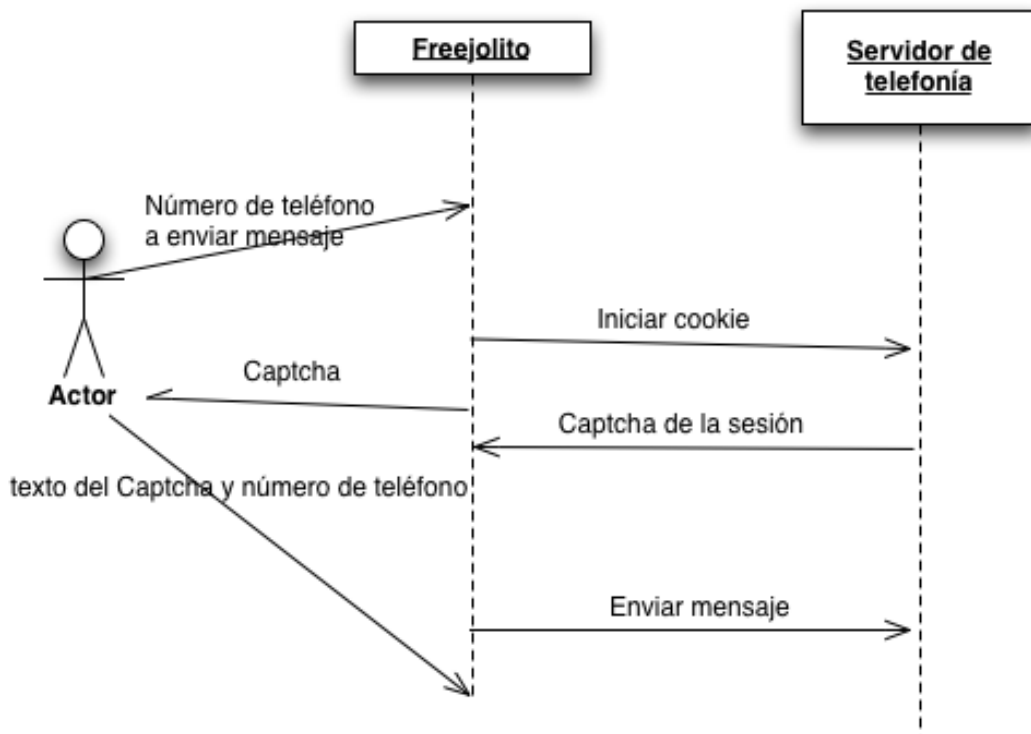 Freejolito
Servidor de
telefonía
Número de teléfono
a enviar mensaje
Iniciar cookie
Captcha
Actor
Captcha de la sesión
texto del Captcha y número de teléfono
Enviar mensaje